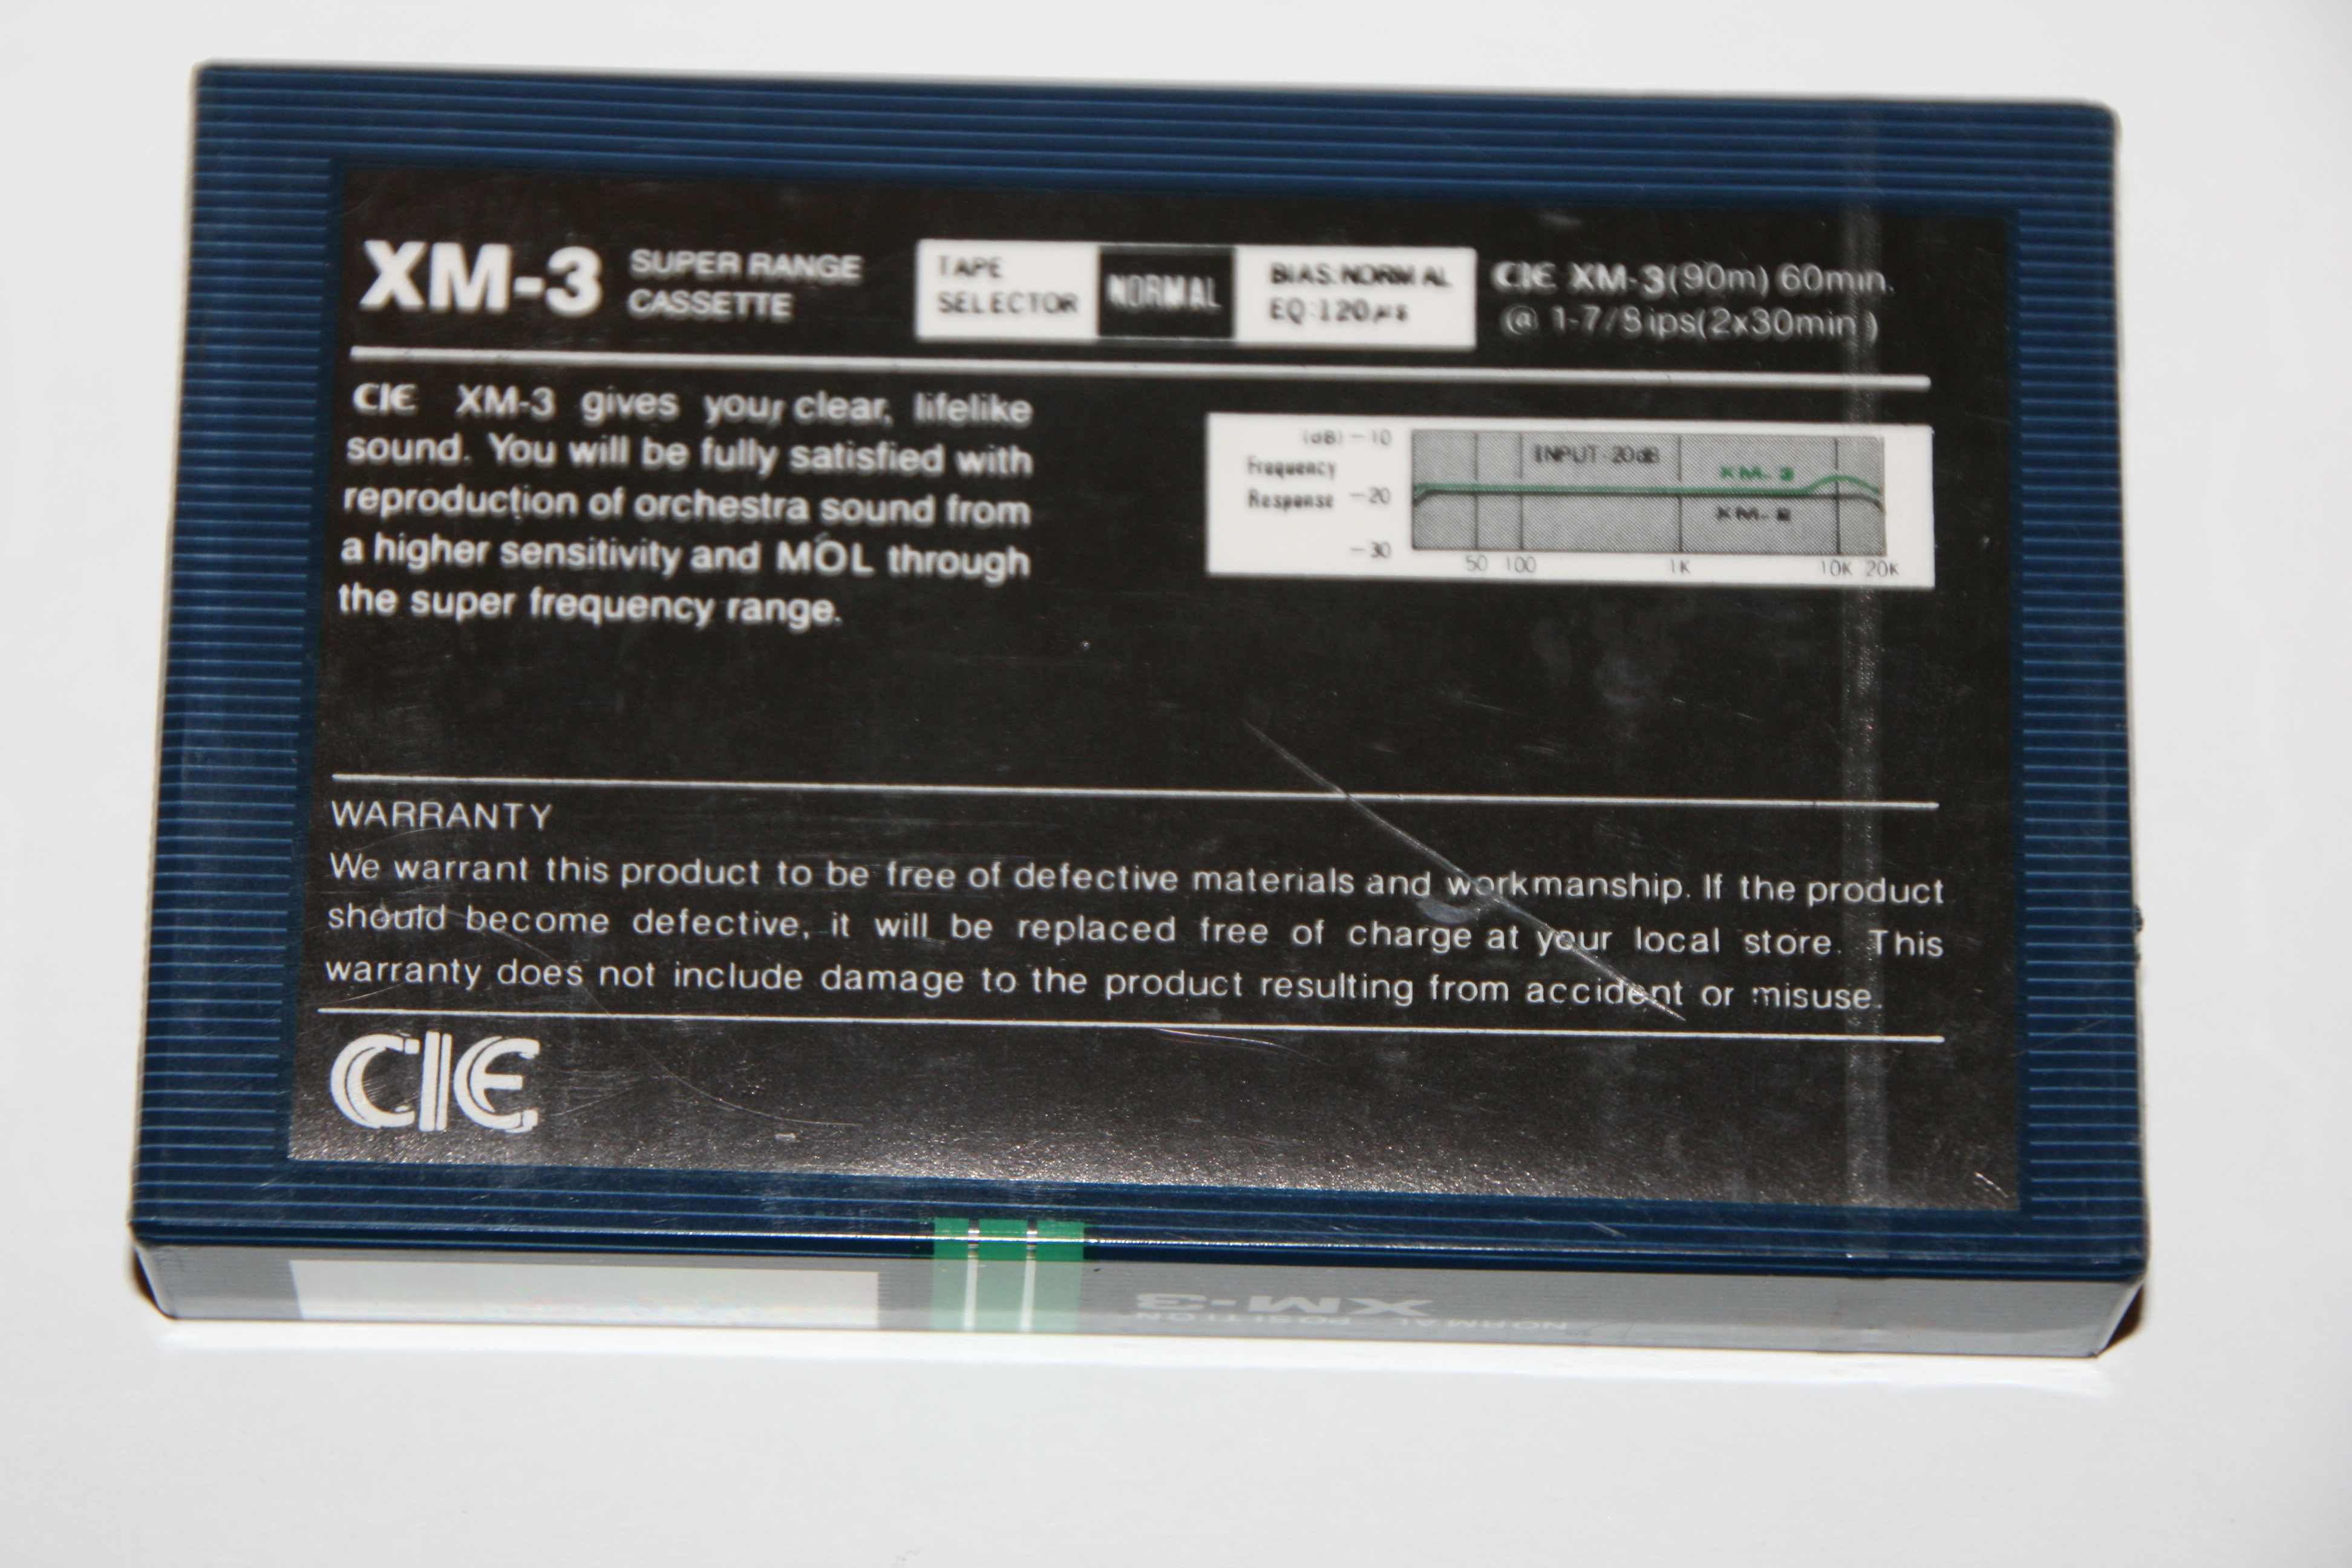 XM-3 SUPER RANGE
CASSETTE
TAPE
SELECTOR
NORMAL
BIAS:NORMAL
EQ:120μs
CIE XM-3(90m) 60min.
@ 1-7/8 ips(2x30min)
CIE XM-3 gives you clear, lifelike
sound. You will be fully satisfied with
reproduction of orchestra sound from
a higher sensitivity and MOL through
the super frequency range.
(dB) -10
Frequency
Response -20
-30
INPUT-20dB
XM-3
50 100 1K 10K 20K
WARRANTY
We warrant this product to be free of defective materials and workmanship. If the product
should become defective, it will be replaced free of charge at your local store. This
warranty does not include damage to the product resulting from accident or misuse.
CIE
XM-3
NORMAL POSITION